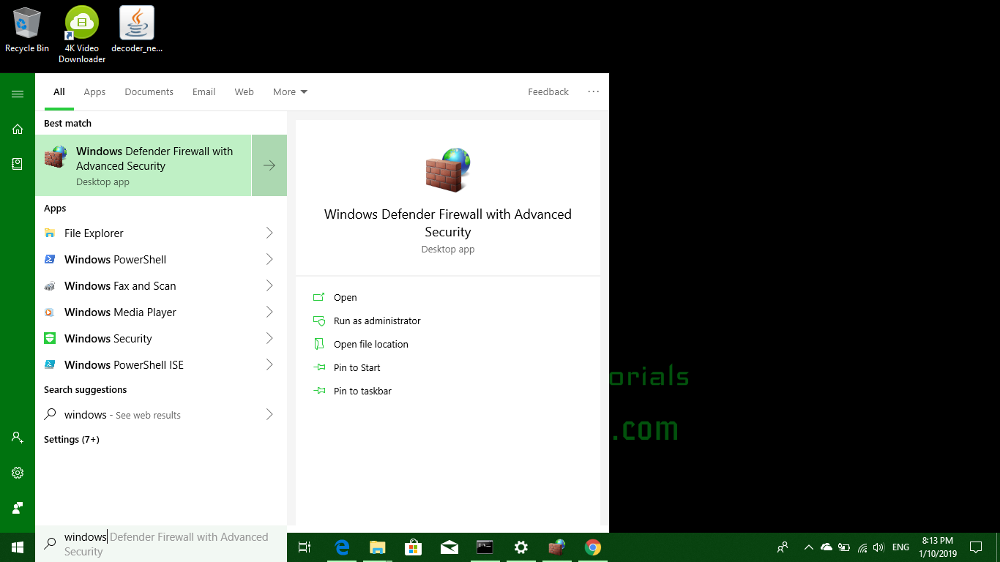 Recycle Bin
4K Video
Downloader
decoder_ne...
All
Apps
Documents
Email
Web
More
Feedback
Best match
Windows Defender Firewall with
Advanced Security
Desktop app
Apps
File Explorer
Windows PowerShell
Windows Fax and Scan
Windows Media Player
Windows Security
Windows PowerShell ISE
Search suggestions
windows - See web results
Settings (7+)
Windows Defender Firewall with Advanced
Security
Desktop app
Open
Run as administrator
Open file location
Pin to Start
Pin to taskbar
orials
.com
windows Defender Firewall with Advanced
Security
ENG
8:13 PM
1/10/2019